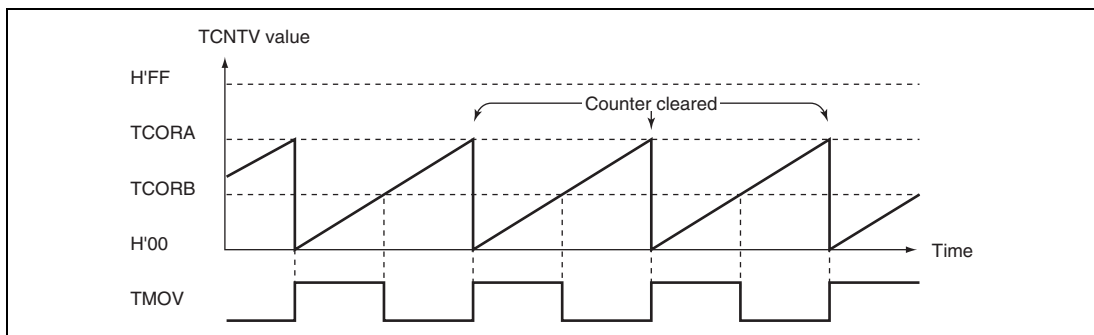 TCNTV value
H'FF
Counter cleared
TCORA
TCORB
H'00
Time
TMOV